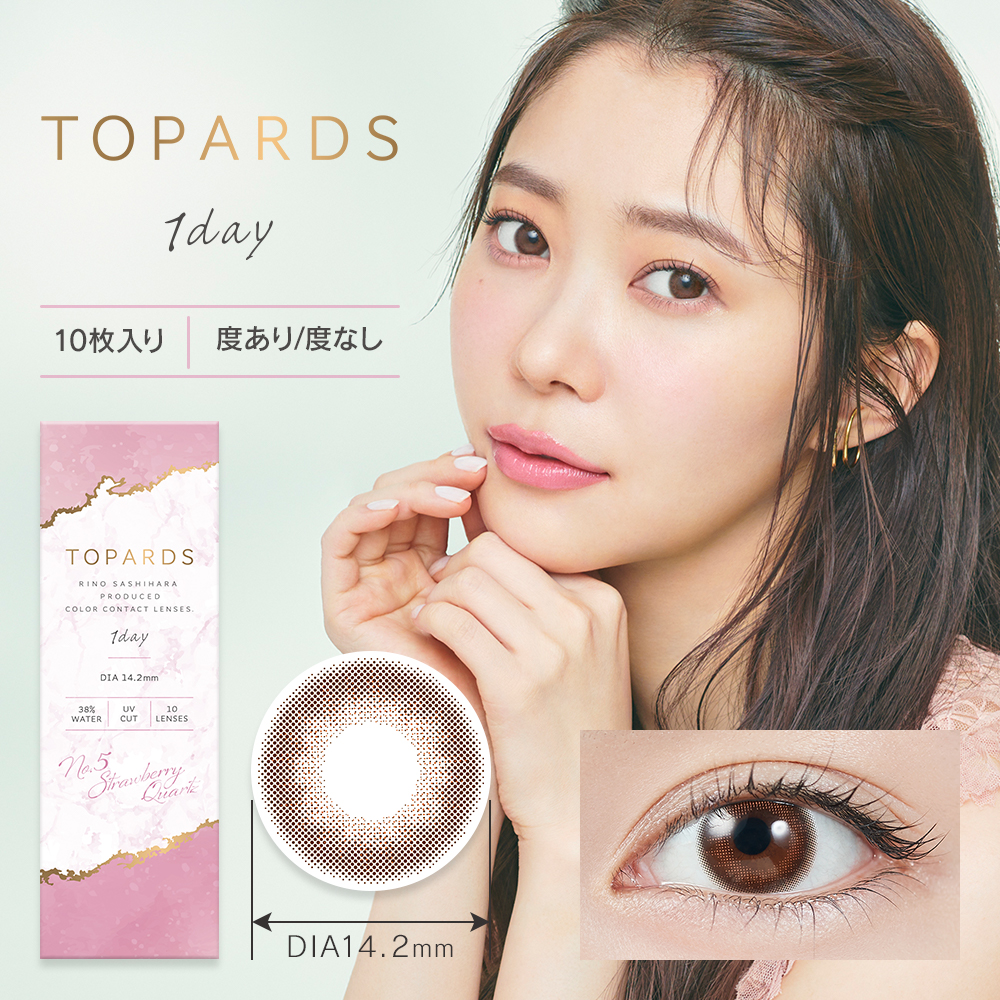 TOPARDS
1day
10枚入り
度あり/度なし
TOPARDS
RINO SASHIHARA
PRODUCED
COLOR CONTACT LENSES.
1day
DIA 14.2mm
38% WATER
UV CUT
10 LENSES
No.5
Strawberry
Quartz
DIA14.2mm